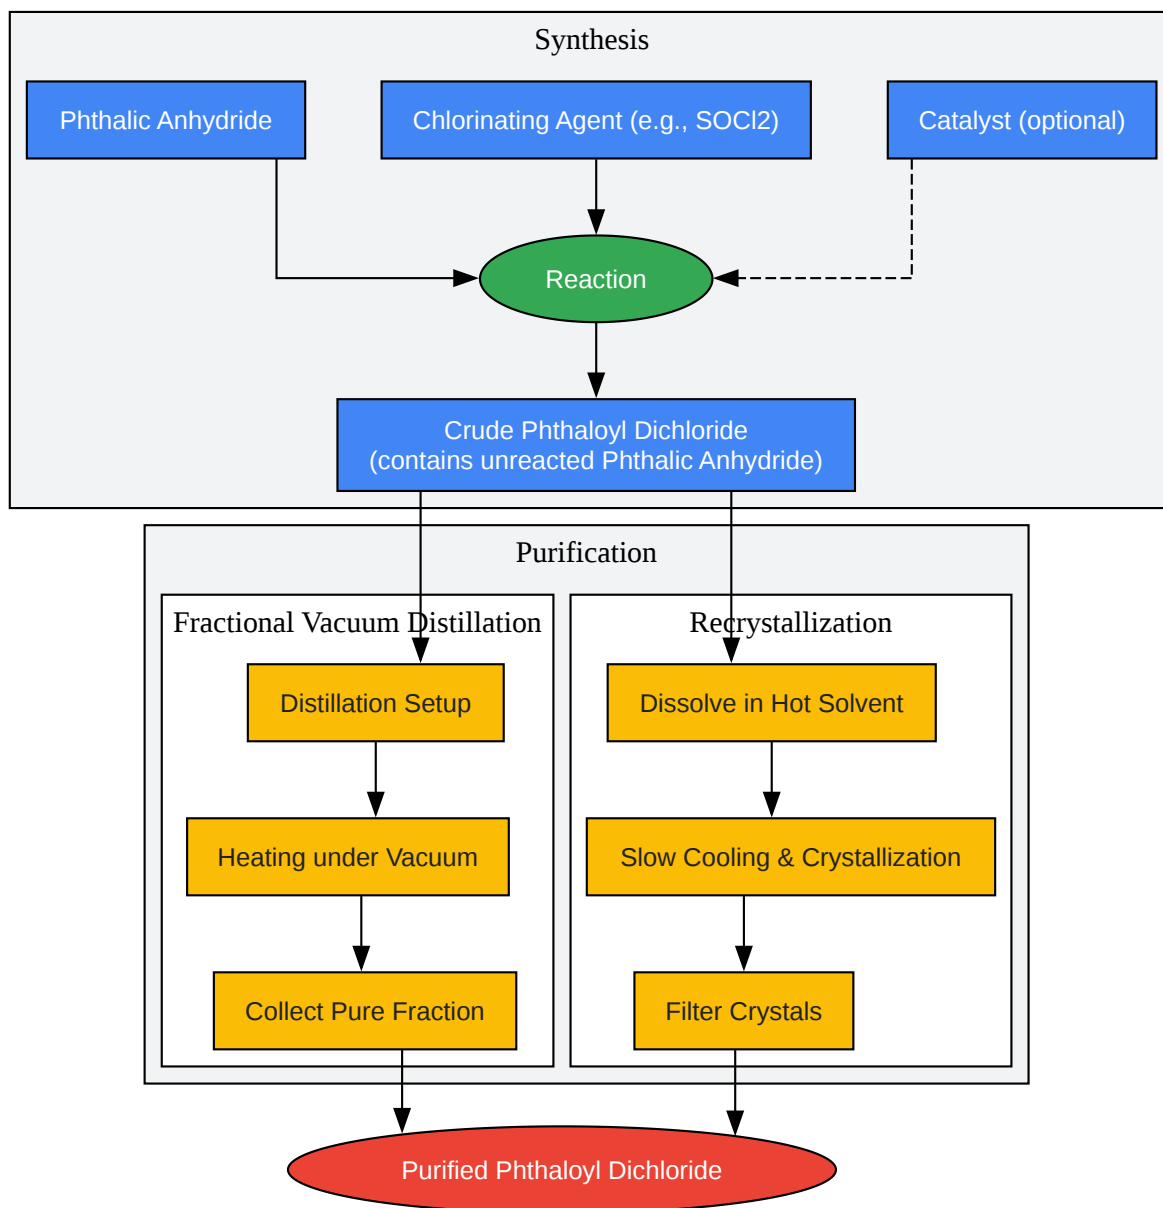 Synthesis
Phthalic Anhydride
Chlorinating Agent (e.g., SOCl2)
Catalyst (optional)
Reaction
Crude Phthaloyl Dichloride
(contains unreacted Phthalic Anhydride)
Purification
Fractional Vacuum Distillation
Recrystallization
Distillation Setup
Dissolve in Hot Solvent
Heating under Vacuum
Slow Cooling & Crystallization
Collect Pure Fraction
Filter Crystals
Purified Phthaloyl Dichloride